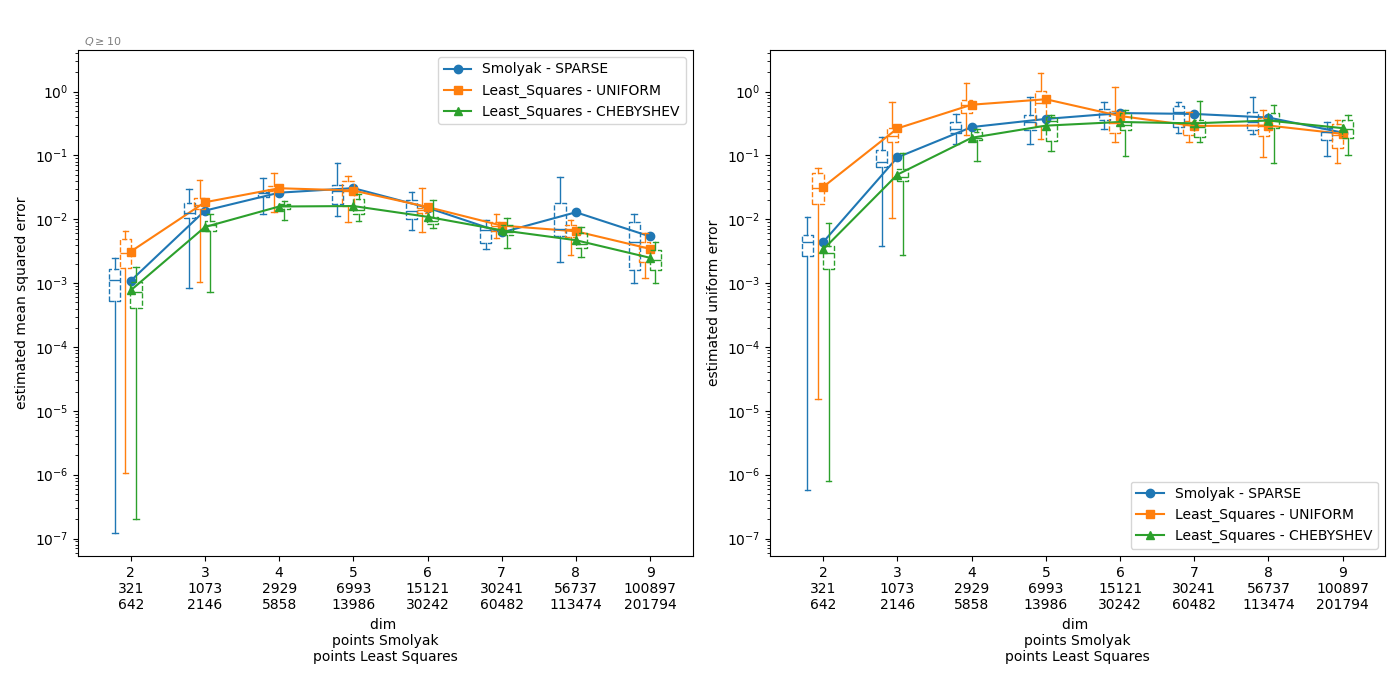 Q ≥ 10
Smolyak - SPARSE
Least_Squares - UNIFORM
Least_Squares - CHEBYSHEV
estimated mean squared error
10⁰
10⁻¹
10⁻²
10⁻³
10⁻⁴
10⁻⁵
10⁻⁶
10⁻⁷
2 3 4 5 6 7 8 9
321 1073 2929 6993 15121 30241 56737 100897
642 2146 5858 13986 30242 60482 113474 201794
dim
points Smolyak
points Least Squares
estimated uniform error
10⁰
10⁻¹
10⁻²
10⁻³
10⁻⁴
10⁻⁵
10⁻⁶
10⁻⁷
Smolyak - SPARSE
Least_Squares - UNIFORM
Least_Squares - CHEBYSHEV
2 3 4 5 6 7 8 9
321 1073 2929 6993 15121 30241 56737 100897
642 2146 5858 13986 30242 60482 113474 201794
dim
points Smolyak
points Least Squares